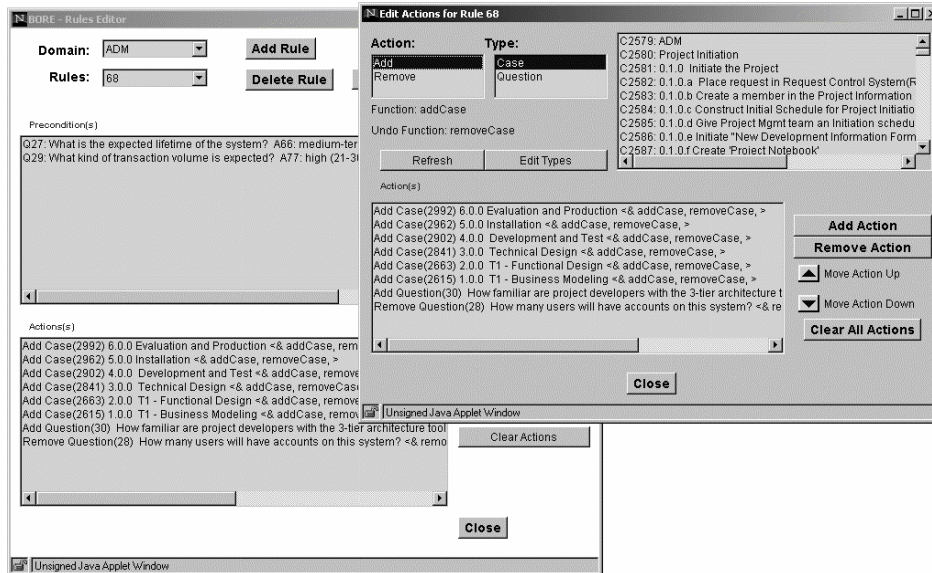 BORE - Rules Editor
Domain: ADM
Add Rule
Rules: 68
Delete Rule
Precondition(s)
Q27: What is the expected lifetime of the system? A66: medium-ter
Q29: What kind of transaction volume is expected? A77: high (21-3
Actions(s)
Add Case(2992) 6.0.0 Evaluation and Production <& addCase, rem
Add Case(2962) 5.0.0 Installation <& addCase, removeCase, >
Add Case(2902) 4.0.0 Development and Test <& addCase, remov
Add Case(2841) 3.0.0 Technical Design <& addCase, removeCas
Add Case(2663) 2.0.0 T1 - Functional Design <& addCase, remov
Add Case(2615) 1.0.0 T1 - Business Modeling <& addCase, remov
Add Question(30) How familiar are project developers with the 3-tier architecture tool
Remove Question(28) How many users will have accounts on this system? <& remo
Clear Actions
Close
Unsigned Java Applet Window
Edit Actions for Rule 68
Action: Type:
Add Case
Remove Question
Function: addCase
Undo Function: removeCase
Refresh Edit Types
C2579: ADM
C2580: Project Initiation
C2581: 0.1.0 Initiate the Project
C2582: 0.1.0.a Place request in Request Control System(R
C2583: 0.1.0.b Create a member in the Project Information
C2584: 0.1.0.c Construct Initial Schedule for Project Initiatio
C2585: 0.1.0.d Give Project Mgmt team an Initiation schedu
C2586: 0.1.0.e Initiate "New Development Information Form
C2587: 0.1.0.f Create 'Project Notebook'
Action(s)
Add Case(2992) 6.0.0 Evaluation and Production <& addCase, removeCase, >
Add Case(2962) 5.0.0 Installation <& addCase, removeCase, >
Add Case(2902) 4.0.0 Development and Test <& addCase, removeCase, >
Add Case(2841) 3.0.0 Technical Design <& addCase, removeCase, >
Add Case(2663) 2.0.0 T1 - Functional Design <& addCase, removeCase, >
Add Case(2615) 1.0.0 T1 - Business Modeling <& addCase, removeCase, >
Add Question(30) How familiar are project developers with the 3-tier architecture t
Remove Question(28) How many users will have accounts on this system? <& re
Add Action
Remove Action
Move Action Up
Move Action Down
Clear All Actions
Close
Unsigned Java Applet Window